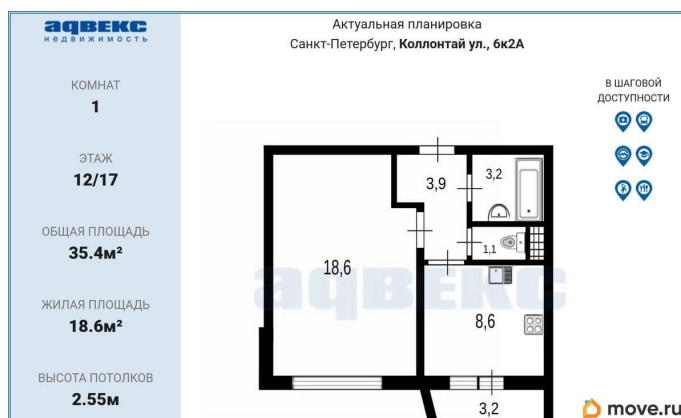 адвекс
НЕДВИЖИМОСТЬ
КОМНАТ
1
ЭТАЖ
12/17
ОБЩАЯ ПЛОЩАДЬ
35.4м²
ЖИЛАЯ ПЛОЩАДЬ
18.6м²
ВЫСОТА ПОТОЛКОВ
2.55м
Актуальная планировка
Санкт-Петербург, Коллонтай ул., 6к2А
В ШАГОВОЙ
ДОСТУПНОСТИ
3,9
3,2
1,1
18,6
адвекс
8,6
3,2
move.ru